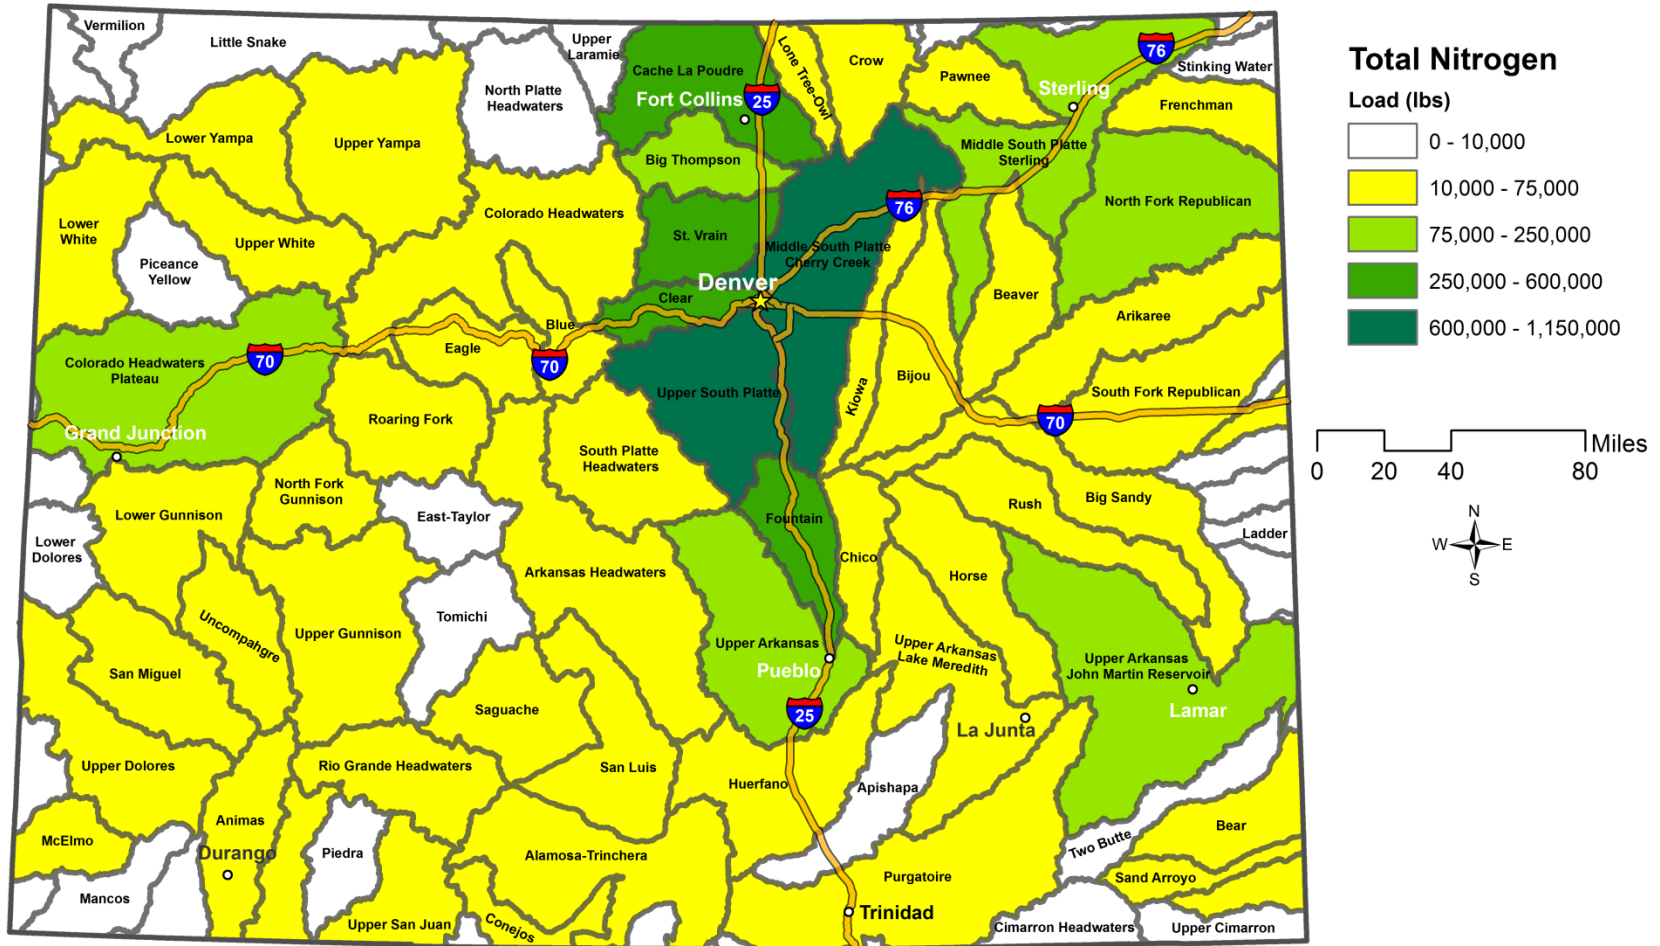 Vermilion
Little Snake
Upper
Laramie
North Platte
Headwaters
Cache La Poudre
Fort Collins
25
Lone Tree-Owl
Crow
Pawnee
76
Stinking Water
Sterling
Frenchman
Lower Yampa
Upper Yampa
Big Thompson
Middle South Platte
Sterling
North Fork Republican
Lower
White
Upper White
Piceance
Yellow
Colorado Headwaters
St. Vrain
76
Middle South Platte
Cherry Creek
Denver
Clear
Beaver
Arikaree
Blue
Eagle
70
70
Colorado Headwaters
Plateau
Grand Junction
Roaring Fork
Upper South Platte
Kiowa
Bijou
South Fork Republican
70
South Platte
Headwaters
North Fork
Gunnison
Lower Gunnison
East-Taylor
Fountain
Rush
Big Sandy
Ladder
Lower
Dolores
Arkansas Headwaters
Chico
Horse
Uncompahgre
Upper Gunnison
Tomichi
San Miguel
Upper Arkansas
Pueblo
Upper Arkansas
Lake Meredith
Upper Arkansas
John Martin Reservoir
Lamar
Saguache
25
La Junta
Upper Dolores
Rio Grande Headwaters
San Luis
Huerfano
Apishapa
McElmo
Animas
Durango
Piedra
Alamosa-Trinchera
Two Butte
Bear
Mancos
Purgatoire
Sand Arroyo
Upper San Juan
Conejos
Trinidad
Cimarron Headwaters
Upper Cimarron
Total Nitrogen
Load (lbs)
0 - 10,000
10,000 - 75,000
75,000 - 250,000
250,000 - 600,000
600,000 - 1,150,000
Miles
0 20 40 80
N
W E
S